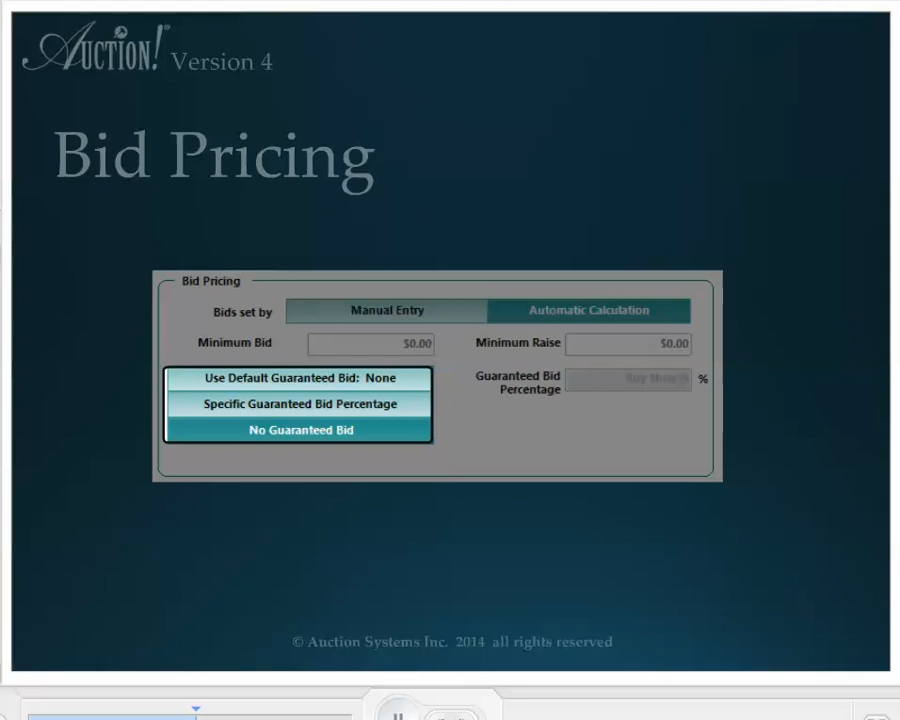 Auction!® Version 4
Bid Pricing
Bid Pricing
Bids set by Manual Entry Automatic Calculation
Minimum Bid $0.00 Minimum Raise $0.00
Use Default Guaranteed Bid: None
Specific Guaranteed Bid Percentage
No Guaranteed Bid
Guaranteed Bid
Percentage Buy Now % %
© Auction Systems Inc. 2014 all rights reserved